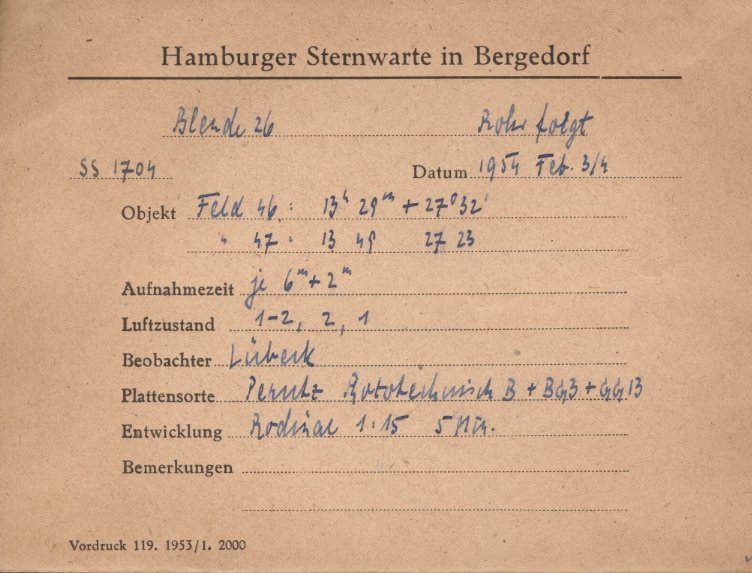 Hamburger Sternwarte in Bergedorf
Blende 26 Rohr folgt
SS 1704 Datum 1954 Feb. 3/4
Objekt Feld 46 : 13ʰ 29ᵐ + 27° 32'
" 47 : 13 49 27 23
Aufnahmezeit je 6ᵐ + 2ᵐ
Luftzustand 1-2, 2, 1
Beobachter Lübeck
Plattensorte Perutz Rototechnisch B + BG3 + GG13
Entwicklung Rodinal 1:15 5 Min.
Bemerkungen
Vordruck 119. 1953/1. 2000